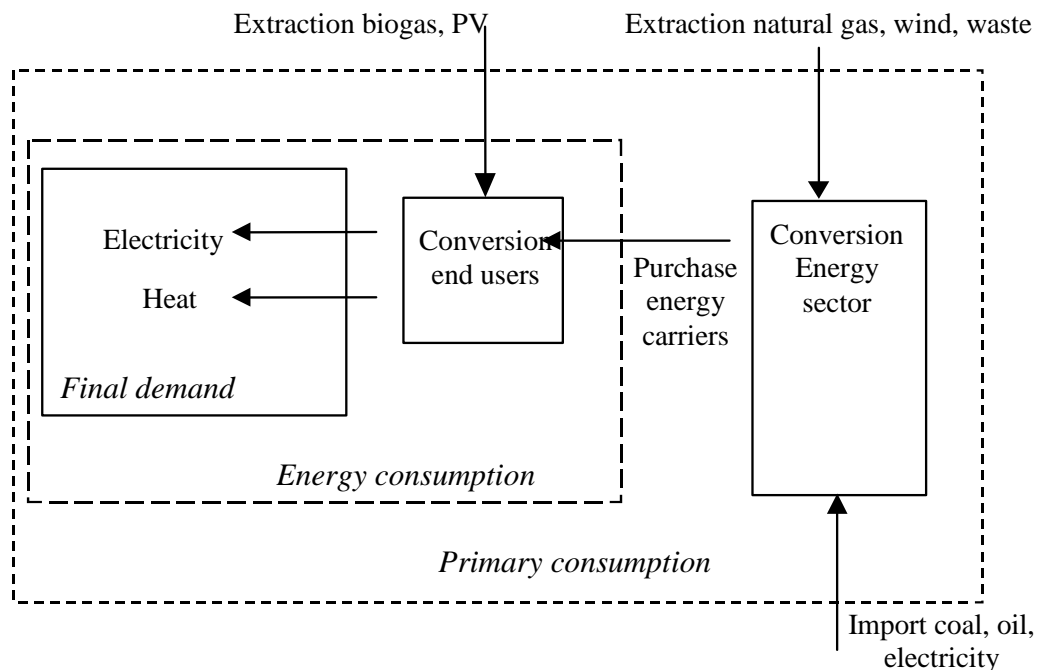 Extraction biogas, PV
Extraction natural gas, wind, waste
Electricity
Heat
Final demand
Conversion
end users
Purchase
energy
carriers
Conversion
Energy
sector
Energy consumption
Primary consumption
Import coal, oil,
electricity